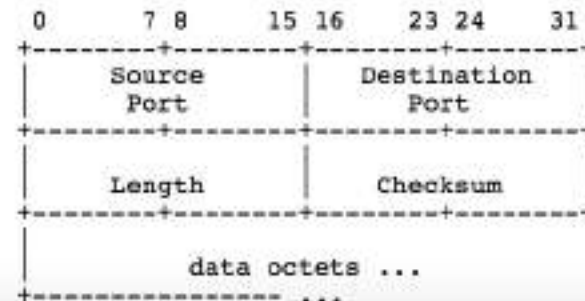 0 7 8 15 16 23 24 31
+--------+--------+--------+--------+
| Source | Destination
Port | Port
+--------+--------+--------+--------+
| Length | Checksum
+--------+--------+--------+--------+
| data octets ...
+---------------- ...